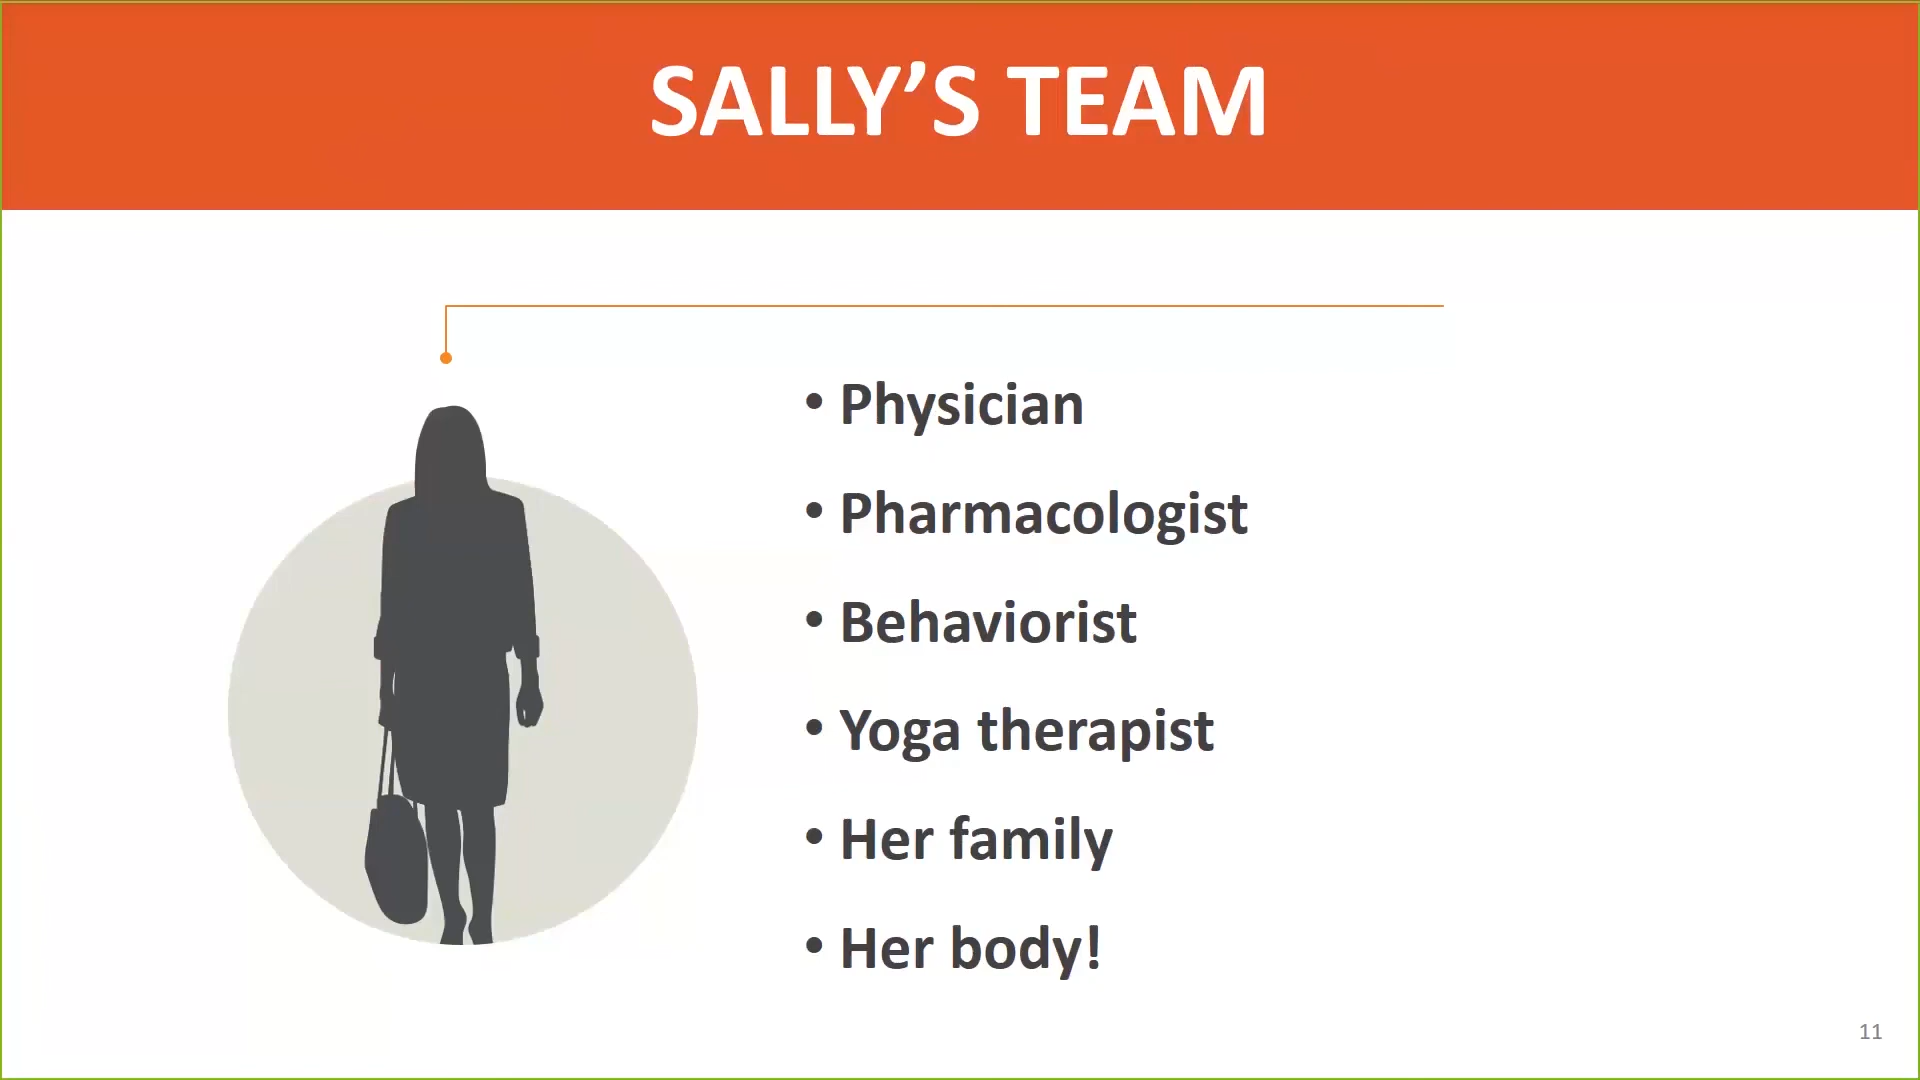 SALLY’S TEAM
• Physician
• Pharmacologist
• Behaviorist
• Yoga therapist
• Her family
• Her body!
11